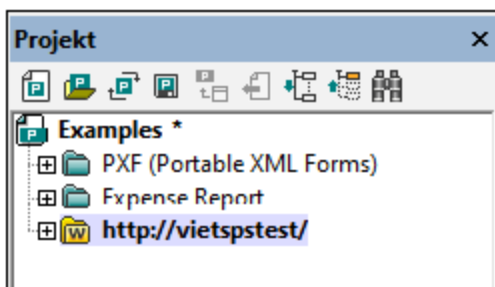 Projekt
Examples *
PXF (Portable XML Forms)
Expense Report
http://vietspstest/